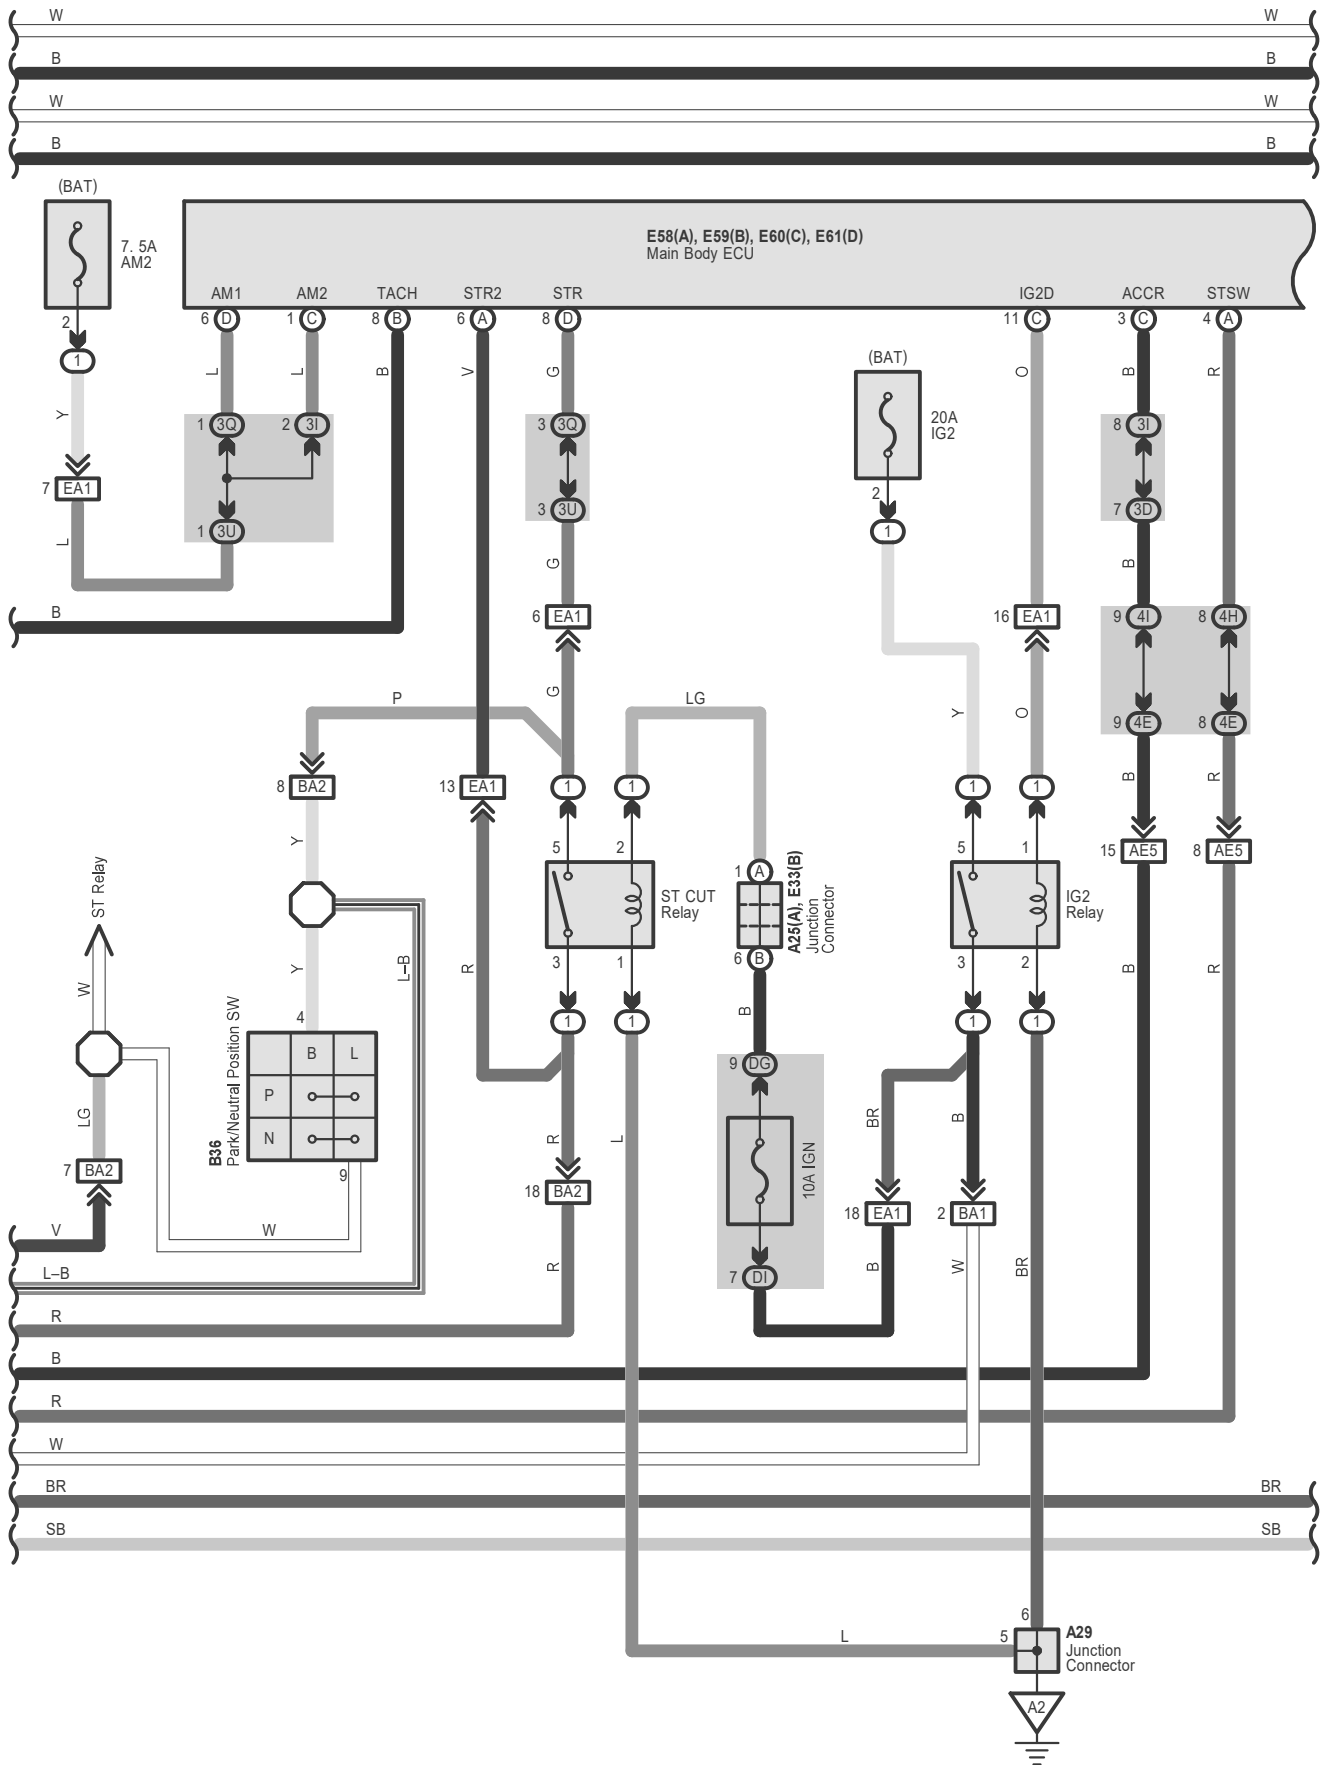 W W
B B
W W
B B
(BAT)
7. 5A
AM2
E58(A), E59(B), E60(C), E61(D)
Main Body ECU
AM1 AM2 TACH STR2 STR IG2D ACCR STSW
6 D 1 C 8 B 6 A 8 D 11 C 3 C 4 A
2
1
(BAT)
L L B V G O B R
Y
1 3Q 2 3I 3 3Q 8 3I
20A
IG2
7 EA1
2
1 3U 3 3U 1 7 3D
L G B
B
6 EA1 16 EA1 9 4I 8 4H
P G LG Y O 9 4E 8 4E
8 BA2 13 EA1 1 1 1 1 B R
Y
5 2 5 1 15 AE5 8 AE5
ST Relay
1 A
ST CUT
Relay
A25(A), E33(B)
Junction
Connector
IG2
Relay
6 B
W Y L–B R 3 1 3 2 B R
4
1 1 1 1
B
B36
Park/Neutral Position SW
B L
P
N
9
9 DG
LG
7 BA2
R L BR B
10A IGN
18 BA2 18 EA1 2 BA1
V W
L–B R 7 DI B W BR
R
B
R
W
BR BR
SB SB
6
L 5
A29
Junction
Connector
A2